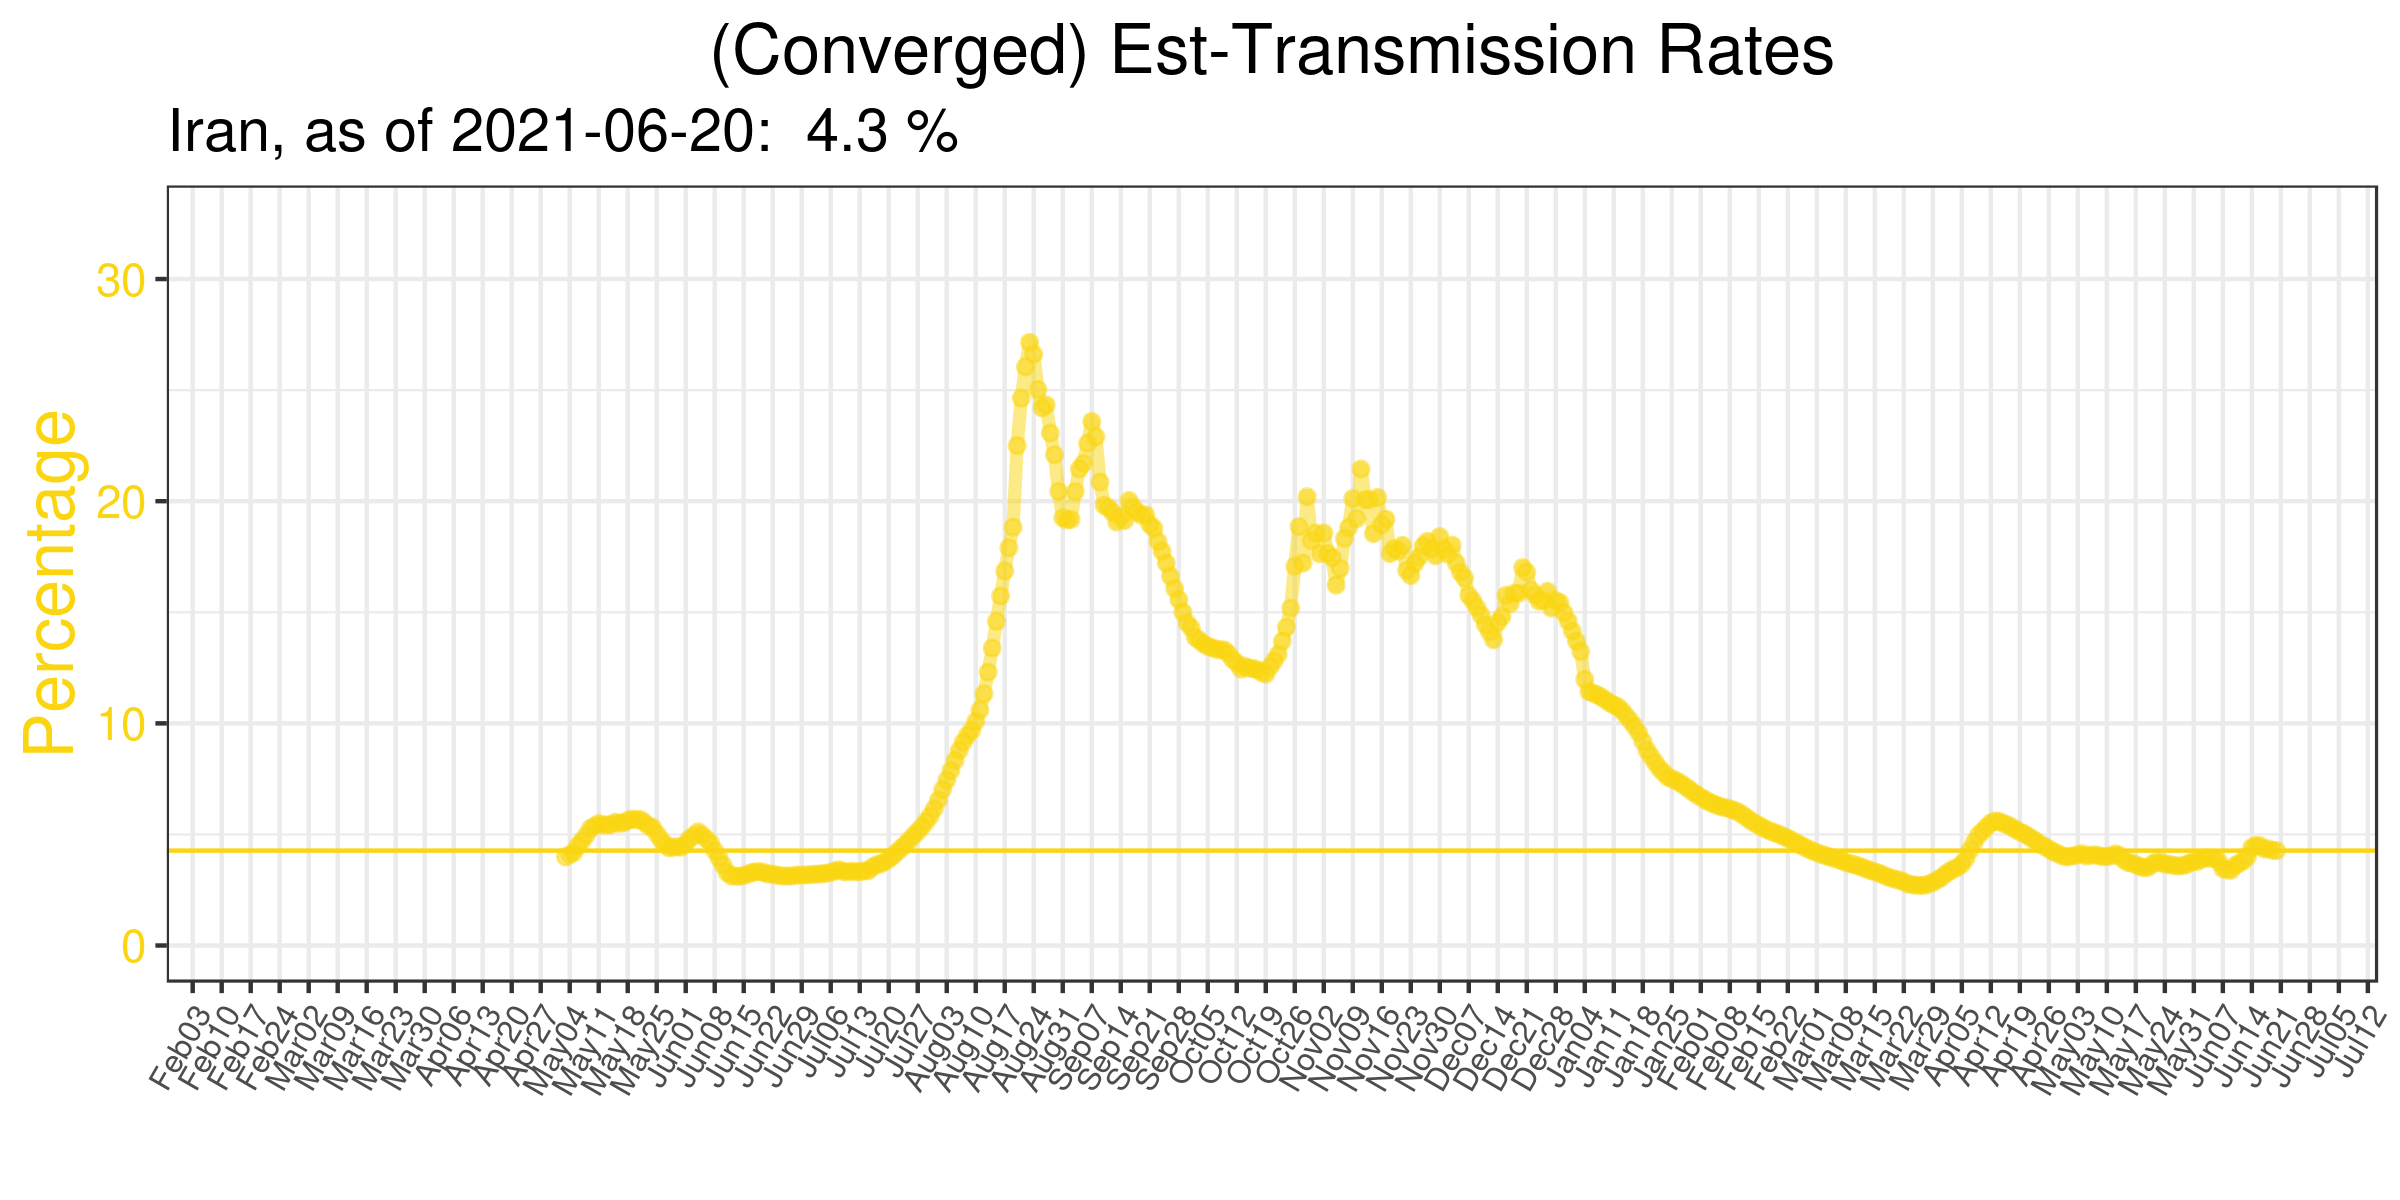 (Converged) Est-Transmission Rates
Iran, as of 2021-06-20:  4.3 %
Percentage
30
20
10
0
Feb03
Feb10
Feb17
Feb24
Mar02
Mar09
Mar16
Mar23
Mar30
Apr06
Apr13
Apr20
Apr27
May04
May11
May18
May25
Jun01
Jun08
Jun15
Jun22
Jun29
Jul06
Jul13
Jul20
Jul27
Aug03
Aug10
Aug17
Aug24
Aug31
Sep07
Sep14
Sep21
Sep28
Oct05
Oct12
Oct19
Oct26
Nov02
Nov09
Nov16
Nov23
Nov30
Dec07
Dec14
Dec21
Dec28
Jan04
Jan11
Jan18
Jan25
Feb01
Feb08
Feb15
Feb22
Mar01
Mar08
Mar15
Mar22
Mar29
Apr05
Apr12
Apr19
Apr26
May03
May10
May17
May24
May31
Jun07
Jun14
Jun21
Jun28
Jul05
Jul12